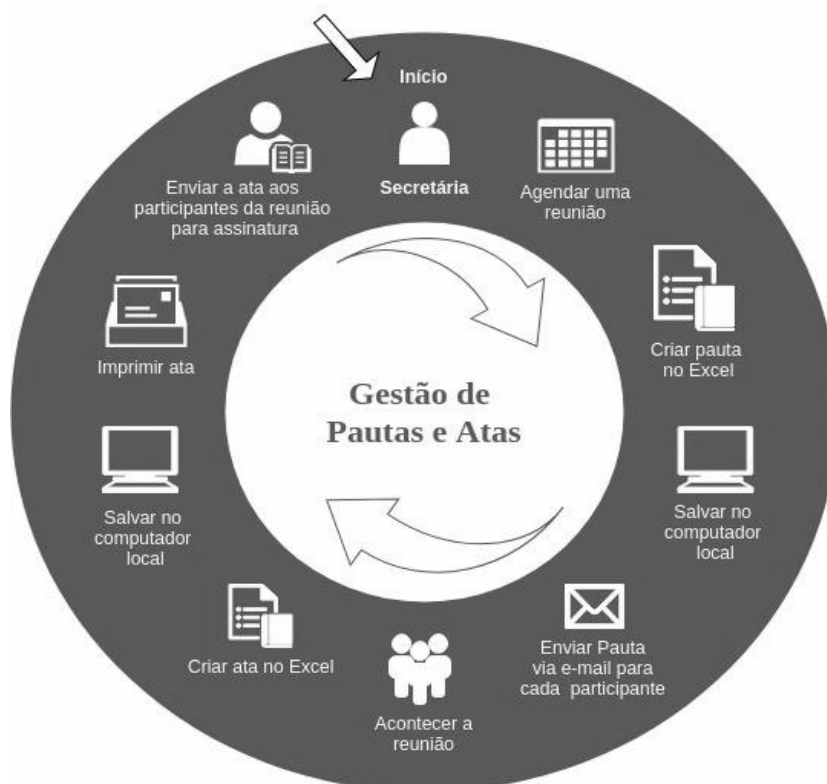 Início
Secretária
Agendar uma
reunião
Criar pauta
no Excel
Salvar no
computador
local
Enviar Pauta
via e-mail para
cada participante
Acontecer a
reunião
Criar ata no Excel
Salvar no
computador
local
Imprimir ata
Enviar a ata aos
participantes da reunião
para assinatura
Gestão de
Pautas e Atas